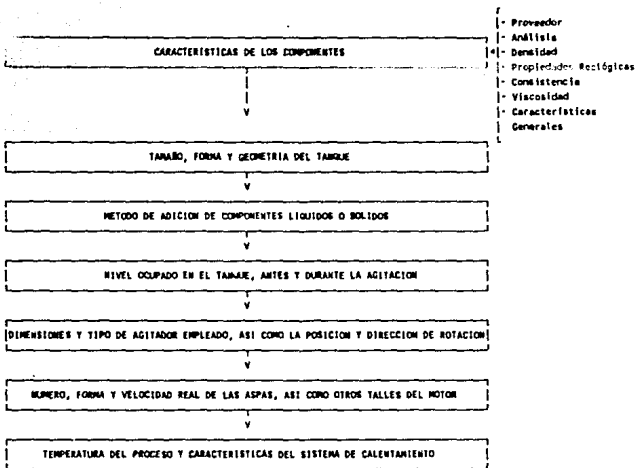 - Proveedor
- Análisis
CARACTERÍSTICAS DE LOS COMPONENTES
- Densidad
- Propiedades Reológicas
- Consistencia
- Viscosidad
- Características
Generales
TAMAÑO, FORMA Y GEOMETRIA DEL TANQUE
METODO DE ADICION DE COMPONENTES LIQUIDOS O SOLIDOS
NIVEL OCUPADO EN EL TANQUE, ANTES Y DURANTE LA AGITACION
DIMENSIONES Y TIPO DE AGITADOR EMPLEADO, ASI COMO LA POSICION Y DIRECCION DE ROTACION
NUMERO, FORMA Y VELOCIDAD REAL DE LAS ASPAS, ASI COMO OTROS TALLES DEL MOTOR
TEMPERATURA DEL PROCESO Y CARACTERISTICAS DEL SISTEMA DE CALENTAMIENTO